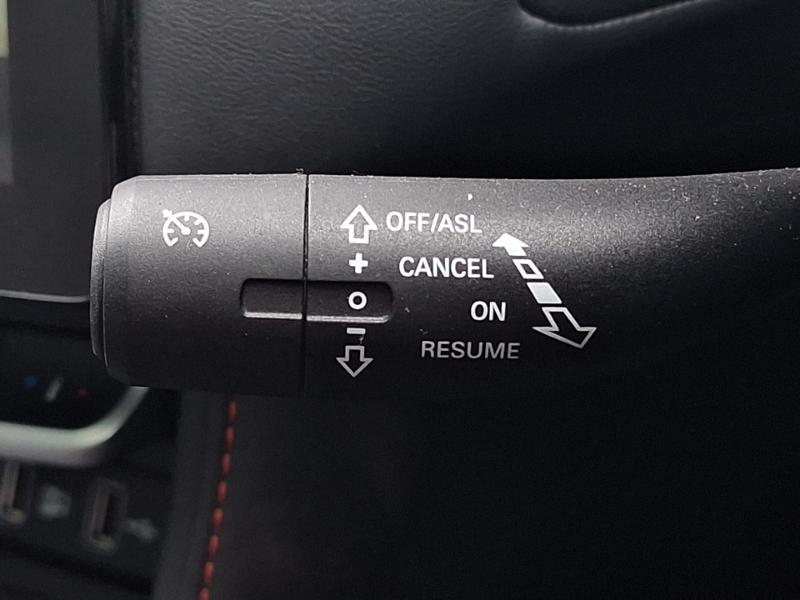 OFF/ASL
+ CANCEL
O ON
- RESUME